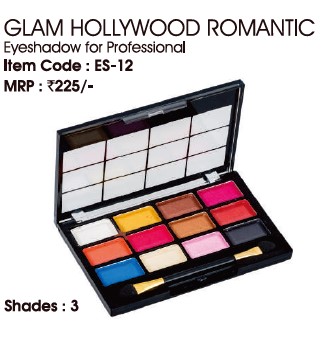 GLAM HOLLYWOOD ROMANTIC
Eyeshadow for Professional
Item Code : ES-12
MRP : ₹225/-
Shades : 3